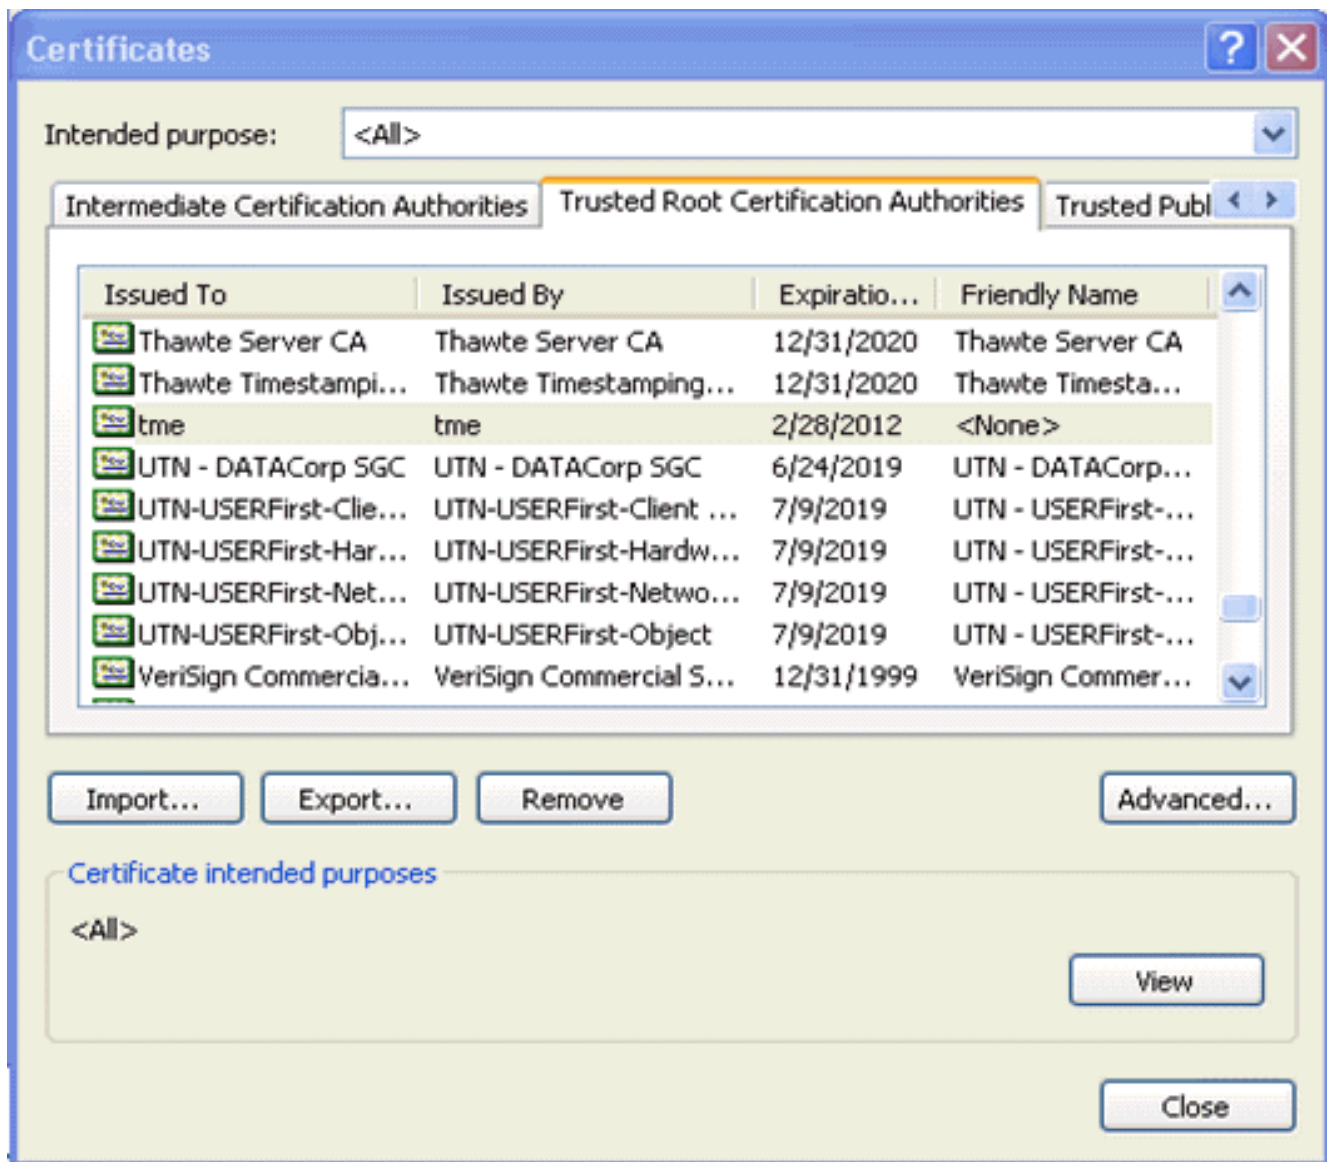 Certificates
Intended purpose: <All>
Intermediate Certification Authorities Trusted Root Certification Authorities Trusted Publ
Issued To Issued By Expiratio... Friendly Name
Thawte Server CA Thawte Server CA 12/31/2020 Thawte Server CA
Thawte Timestampi... Thawte Timestamping... 12/31/2020 Thawte Timesta...
tme tme 2/28/2012 <None>
UTN - DATACorp SGC UTN - DATACorp SGC 6/24/2019 UTN - DATACorp...
UTN-USERFirst-Clie... UTN-USERFirst-Client ... 7/9/2019 UTN - USERFirst-...
UTN-USERFirst-Har... UTN-USERFirst-Hardw... 7/9/2019 UTN - USERFirst-...
UTN-USERFirst-Net... UTN-USERFirst-Netwo... 7/9/2019 UTN - USERFirst-...
UTN-USERFirst-Obj... UTN-USERFirst-Object 7/9/2019 UTN - USERFirst-...
VeriSign Commercia... VeriSign Commercial S... 12/31/1999 VeriSign Commer...
Import... Export... Remove Advanced...
Certificate intended purposes
<All>
View
Close